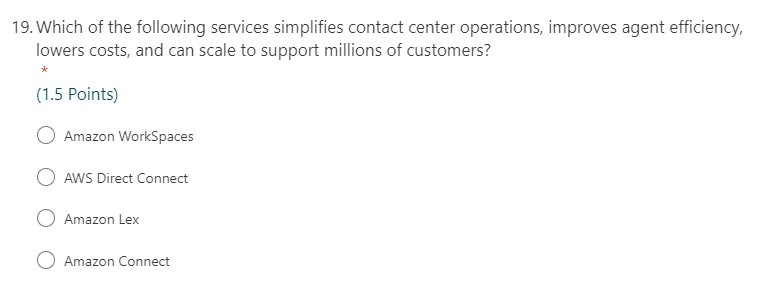 19. Which of the following services simplifies contact center operations, improves agent efficiency,
lowers costs, and can scale to support millions of customers?
*
(1.5 Points)
Amazon WorkSpaces
AWS Direct Connect
Amazon Lex
Amazon Connect